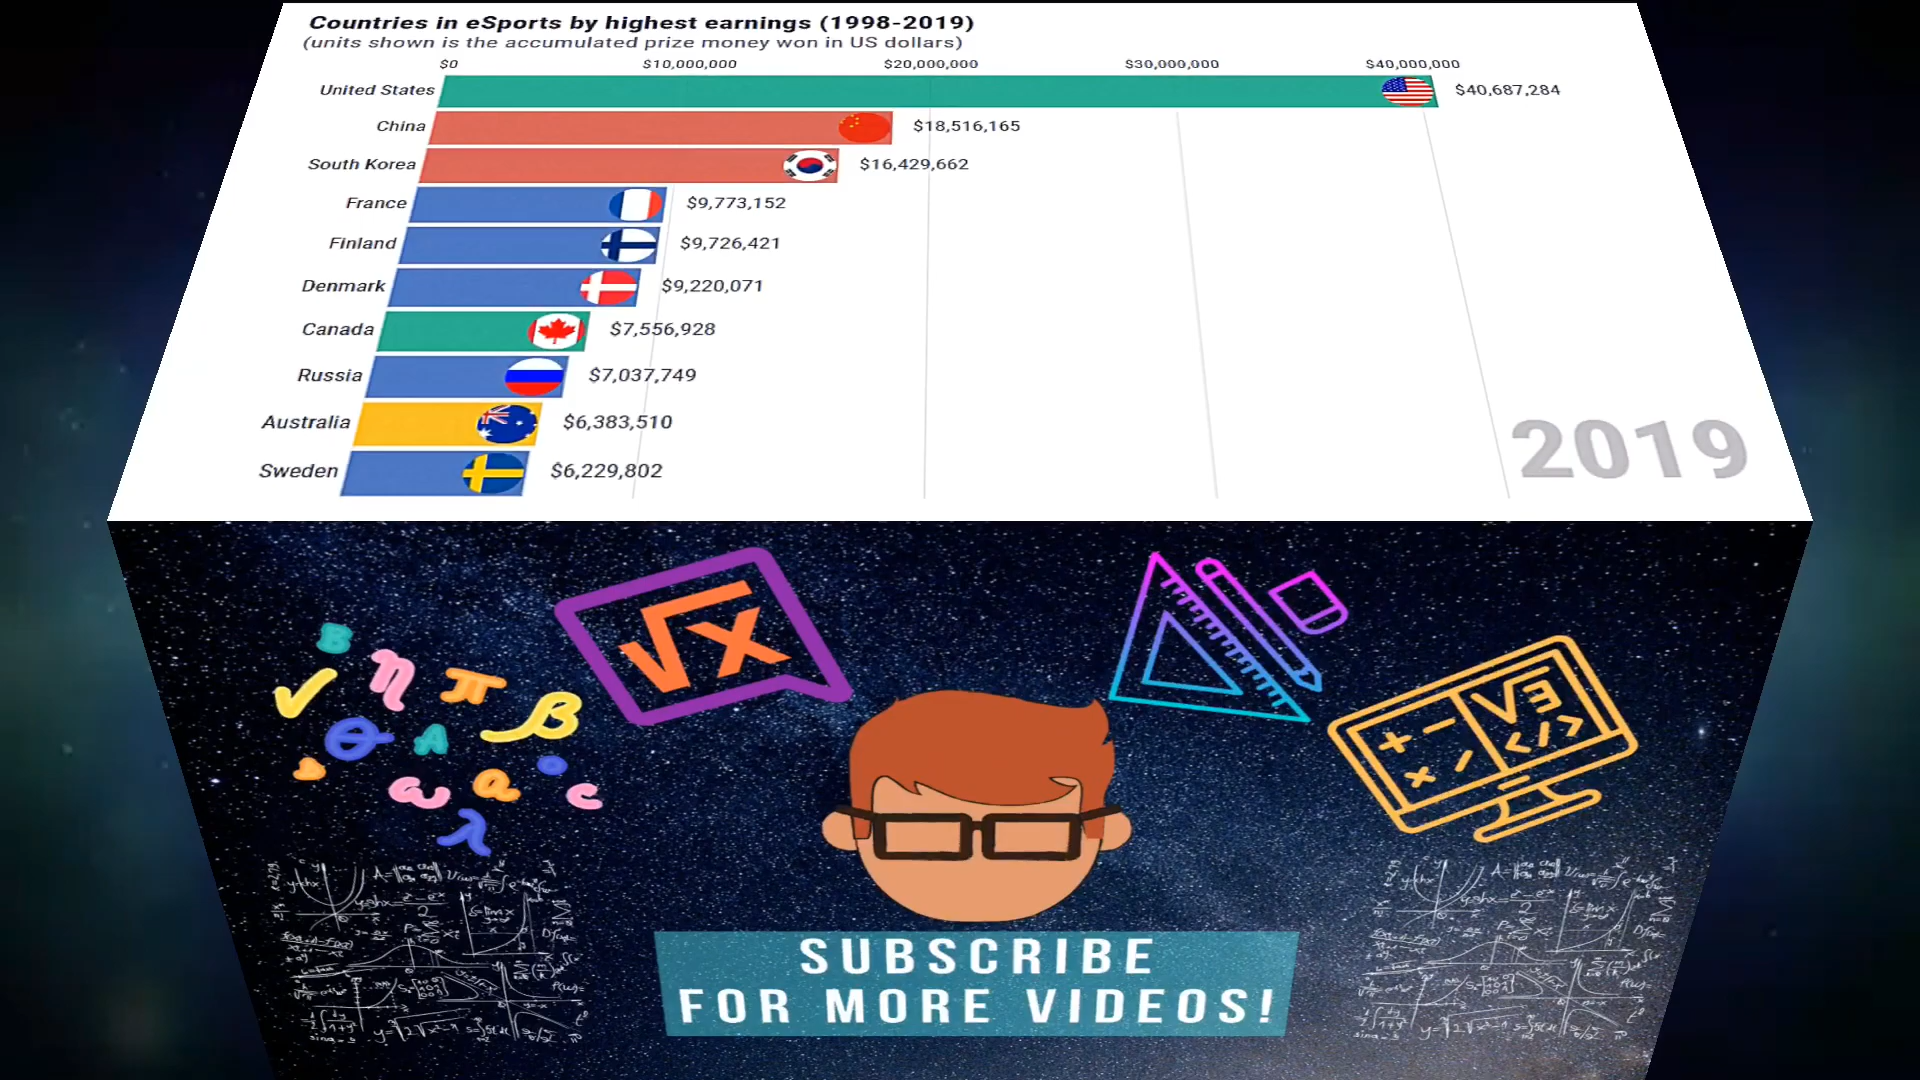 Countries in eSports by highest earnings (1998-2019)
(units shown is the accumulated prize money won in US dollars)
$0 $10,000,000 $20,000,000 $30,000,000 $40,000,000
United States $40,687,284
China $18,516,165
South Korea $16,429,662
France $9,773,152
Finland $9,726,421
Denmark $9,220,071
Canada $7,556,928
Russia $7,037,749
Australia $6,383,510
Sweden $6,229,802
2019
√x
B
η π β
θ A
a a c
λ
+ - √3
× / </>
SUBSCRIBE
FOR MORE VIDEOS!